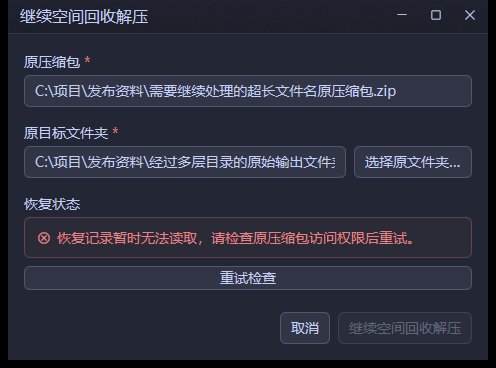 继续空间回收解压
原压缩包 *
C:\项目\发布资料\需要继续处理的超长文件名原压缩包.zip
原目标文件夹 *
C:\项目\发布资料\经过多层目录的原始输出文件夹
选择原文件夹...
恢复状态
恢复记录暂时无法读取，请检查原压缩包访问权限后重试。
重试检查
取消
继续空间回收解压